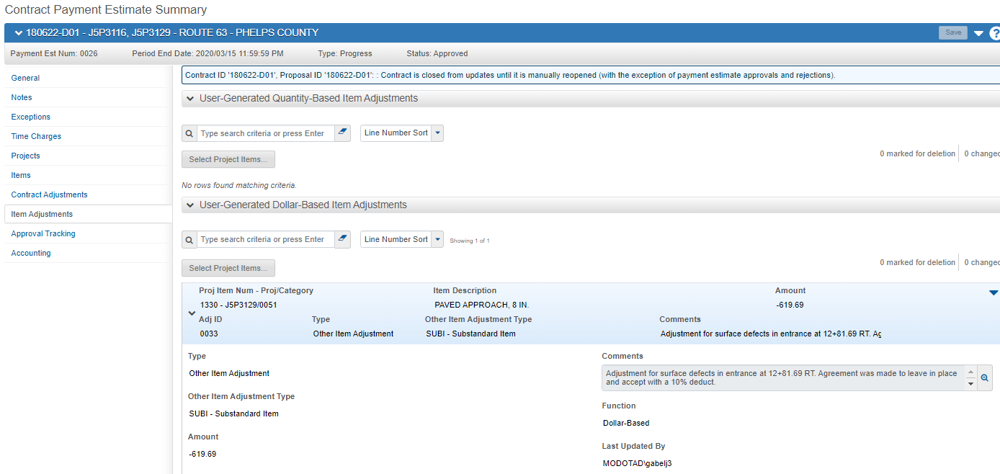 Contract Payment Estimate Summary
180622-D01 - J5P3116, J5P3129 - ROUTE 63 - PHELPS COUNTY
Save
?
Payment Est Num: 0026 Period End Date: 2020/03/15 11:59:59 PM Type: Progress Status: Approved
General
Notes
Exceptions
Time Charges
Projects
Items
Contract Adjustments
Item Adjustments
Approval Tracking
Accounting
Contract ID '180622-D01', Proposal ID '180622-D01': : Contract is closed from updates until it is manually reopened (with the exception of payment estimate approvals and rejections).
User-Generated Quantity-Based Item Adjustments
Type search criteria or press Enter Line Number Sort
Select Project Items... 0 marked for deletion 0 changed
No rows found matching criteria.
User-Generated Dollar-Based Item Adjustments
Type search criteria or press Enter Line Number Sort Showing 1 of 1
Select Project Items... 0 marked for deletion 0 changed
Proj Item Num - Proj/Category Item Description Amount
1330 - J5P3129/0051 PAVED APPROACH, 8 IN. -619.69
Adj ID Type Other Item Adjustment Type Comments
0033 Other Item Adjustment SUBI - Substandard Item Adjustment for surface defects in entrance at 12+81.69 RT. Ag
Type
Other Item Adjustment
Other Item Adjustment Type
SUBI - Substandard Item
Amount
-619.69
Comments
Adjustment for surface defects in entrance at 12+81.69 RT. Agreement was made to leave in place
and accept with a 10% deduct.
Function
Dollar-Based
Last Updated By
MODOTAD\gabelj3